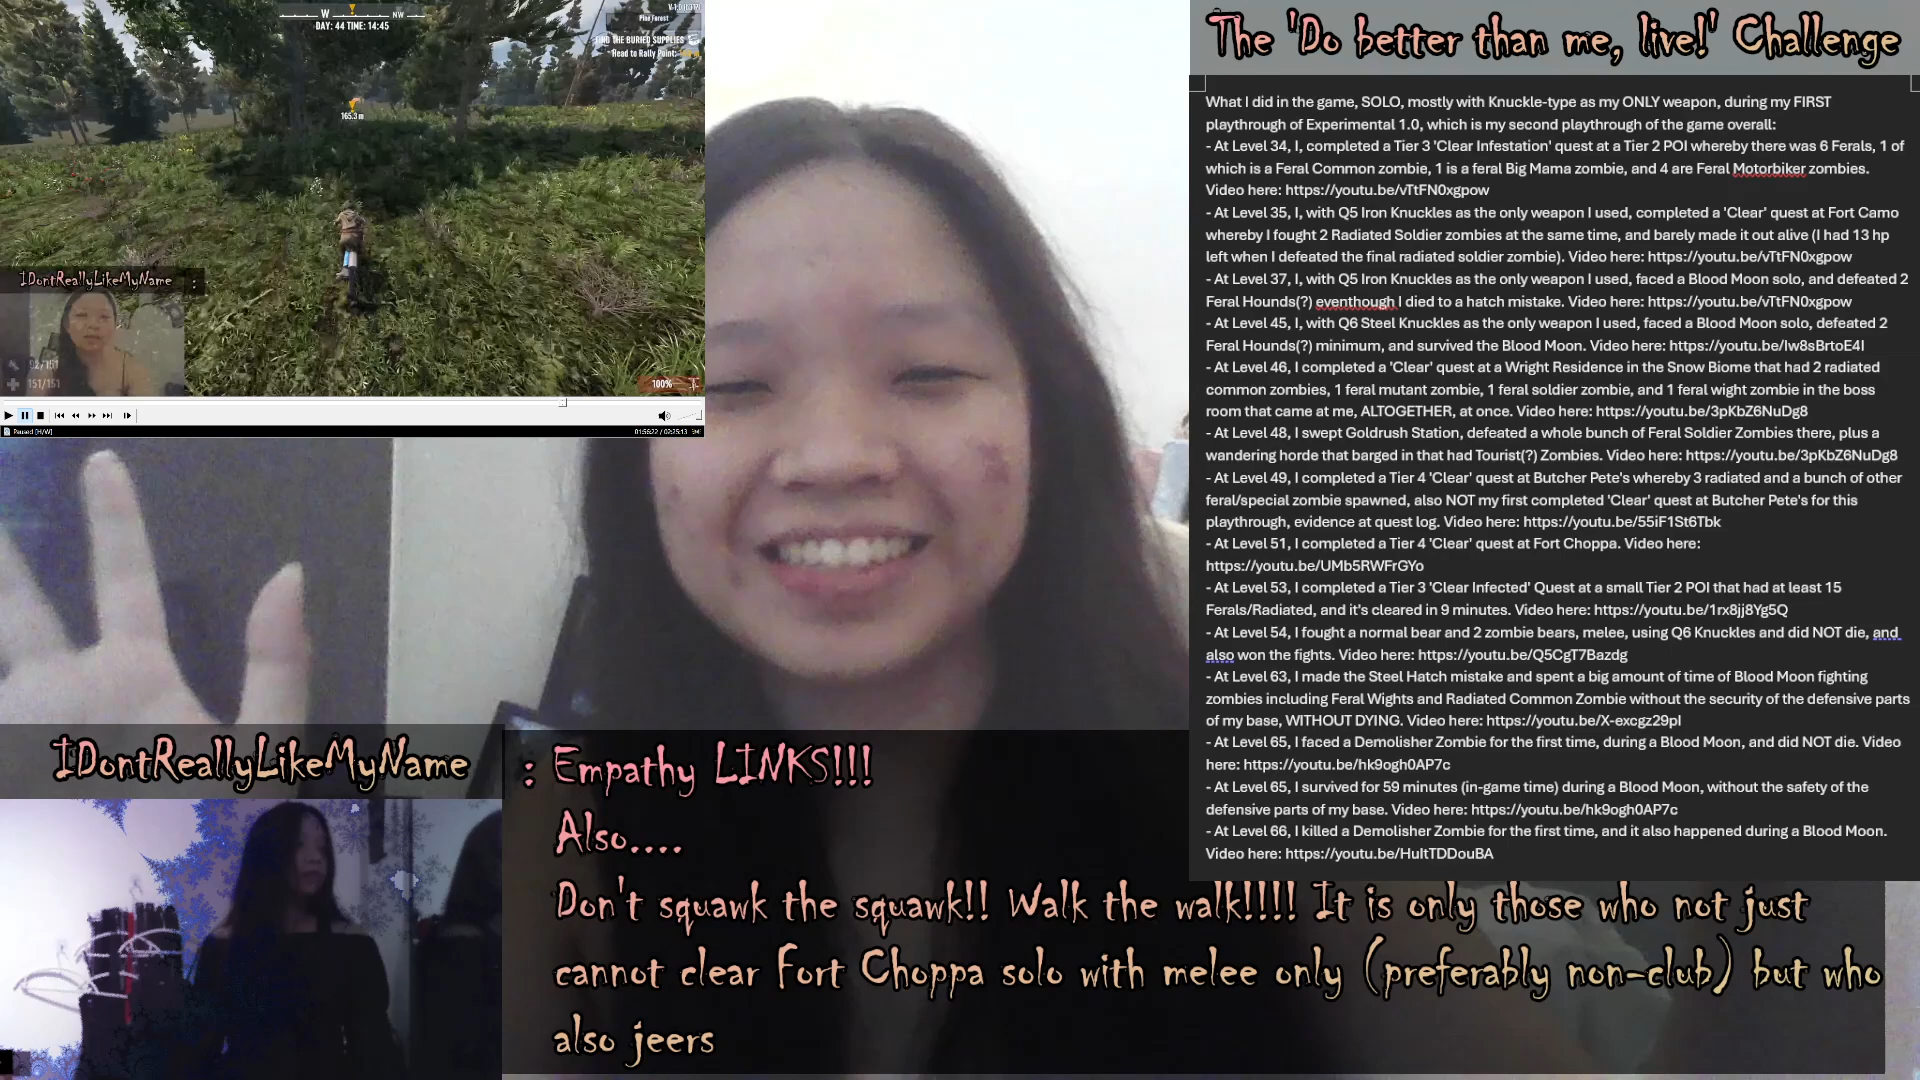 W
NW
DAY: 44 TIME: 14:45
Pine Forest
FIND THE BURIED SUPPLIES
Head to Rally Point:
165.3 m
IDontReallyLikeMyName :
92/151
151/151
100%
Paused [H/W]
01:56:22 / 02:25:13
The 'Do better than me, live!' Challenge
What I did in the game, SOLO, mostly with Knuckle-type as my ONLY weapon, during my FIRST
playthrough of Experimental 1.0, which is my second playthrough of the game overall:
- At Level 34, I, completed a Tier 3 'Clear Infestation' quest at a Tier 2 POI whereby there was 6 Ferals, 1 of
which is a Feral Common zombie, 1 is a feral Big Mama zombie, and 4 are Feral Motorbiker zombies.
Video here: https://youtu.be/vTtFN0xgpow
- At Level 35, I, with Q5 Iron Knuckles as the only weapon I used, completed a 'Clear' quest at Fort Camo
whereby I fought 2 Radiated Soldier zombies at the same time, and barely made it out alive (I had 13 hp
left when I defeated the final radiated soldier zombie). Video here: https://youtu.be/vTtFN0xgpow
- At Level 37, I, with Q5 Iron Knuckles as the only weapon I used, faced a Blood Moon solo, and defeated 2
Feral Hounds(?) eventhough I died to a hatch mistake. Video here: https://youtu.be/vTtFN0xgpow
- At Level 45, I, with Q6 Steel Knuckles as the only weapon I used, faced a Blood Moon solo, defeated 2
Feral Hounds(?) minimum, and survived the Blood Moon. Video here: https://youtu.be/Iw8sBrtoE4I
- At Level 46, I completed a 'Clear' quest at a Wright Residence in the Snow Biome that had 2 radiated
common zombies, 1 feral mutant zombie, 1 feral soldier zombie, and 1 feral wight zombie in the boss
room that came at me, ALTOGETHER, at once. Video here: https://youtu.be/3pKbZ6NuDg8
- At Level 48, I swept Goldrush Station, defeated a whole bunch of Feral Soldier Zombies there, plus a
wandering horde that barged in that had Tourist(?) Zombies. Video here: https://youtu.be/3pKbZ6NuDg8
- At Level 49, I completed a Tier 4 'Clear' quest at Butcher Pete's whereby 3 radiated and a bunch of other
feral/special zombie spawned, also NOT my first completed 'Clear' quest at Butcher Pete's for this
playthrough, evidence at quest log. Video here: https://youtu.be/55iF1St6Tbk
- At Level 51, I completed a Tier 4 'Clear' quest at Fort Choppa. Video here:
https://youtu.be/UMb5RWFrGYo
- At Level 53, I completed a Tier 3 'Clear Infected' Quest at a small Tier 2 POI that had at least 15
Ferals/Radiated, and it's cleared in 9 minutes. Video here: https://youtu.be/1rx8jj8Yg5Q
- At Level 54, I fought a normal bear and 2 zombie bears, melee, using Q6 Knuckles and did NOT die, and
also won the fights. Video here: https://youtu.be/Q5CgT7Bazdg
- At Level 63, I made the Steel Hatch mistake and spent a big amount of time of Blood Moon fighting
zombies including Feral Wights and Radiated Common Zombie without the security of the defensive parts
of my base, WITHOUT DYING. Video here: https://youtu.be/X-excgz29pI
- At Level 65, I faced a Demolisher Zombie for the first time, during a Blood Moon, and did NOT die. Video
here: https://youtu.be/hk9ogh0AP7c
- At Level 65, I survived for 59 minutes (in-game time) during a Blood Moon, without the safety of the
defensive parts of my base. Video here: https://youtu.be/hk9ogh0AP7c
- At Level 66, I killed a Demolisher Zombie for the first time, and it also happened during a Blood Moon.
Video here: https://youtu.be/HuItTDDouBA
IDontReallyLikeMyName : Empathy LINKS!!!
Also....
Don't squawk the squawk!! Walk the walk!!!! It is only those who not just
cannot clear Fort Choppa solo with melee only (preferably non-club) but who
also jeers